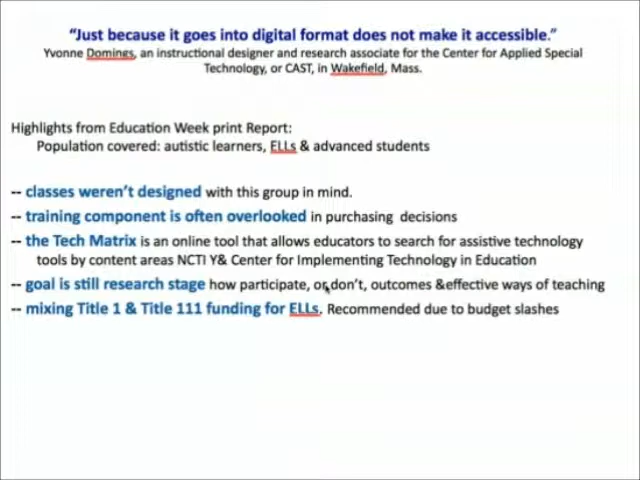 “Just because it goes into digital format does not make it accessible.”
Yvonne Domings, an instructional designer and research associate for the Center for Applied Special
Technology, or CAST, in Wakefield, Mass.
Highlights from Education Week print Report:
Population covered: autistic learners, ELLs & advanced students
-- classes weren’t designed with this group in mind.
-- training component is often overlooked in purchasing decisions
-- the Tech Matrix is an online tool that allows educators to search for assistive technology
tools by content areas NCTI Y& Center for Implementing Technology in Education
-- goal is still research stage how participate, or don’t, outcomes &effective ways of teaching
-- mixing Title 1 & Title 111 funding for ELLs. Recommended due to budget slashes